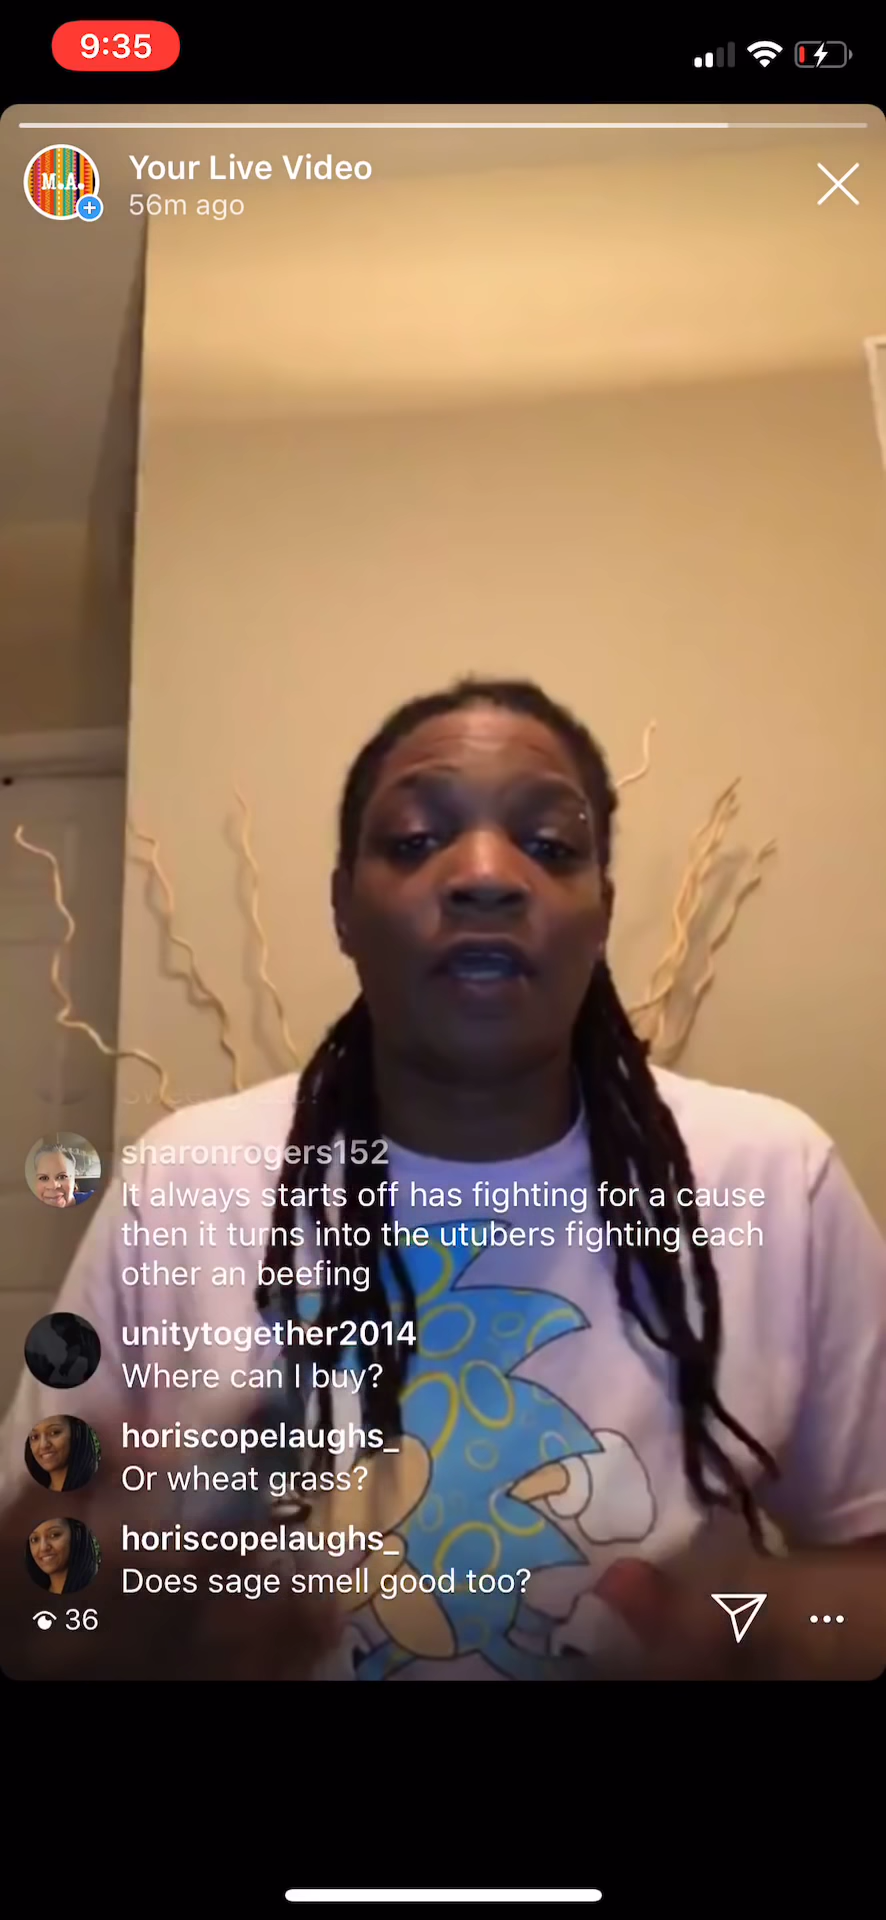 9:35
M.A.
Your Live Video
56m ago
sharonrogers152
It always starts off has fighting for a cause
then it turns into the utubers fighting each
other an beefing
unitytogether2014
Where can I buy?
horiscopelaughs_
Or wheat grass?
horiscopelaughs_
Does sage smell good too?
36